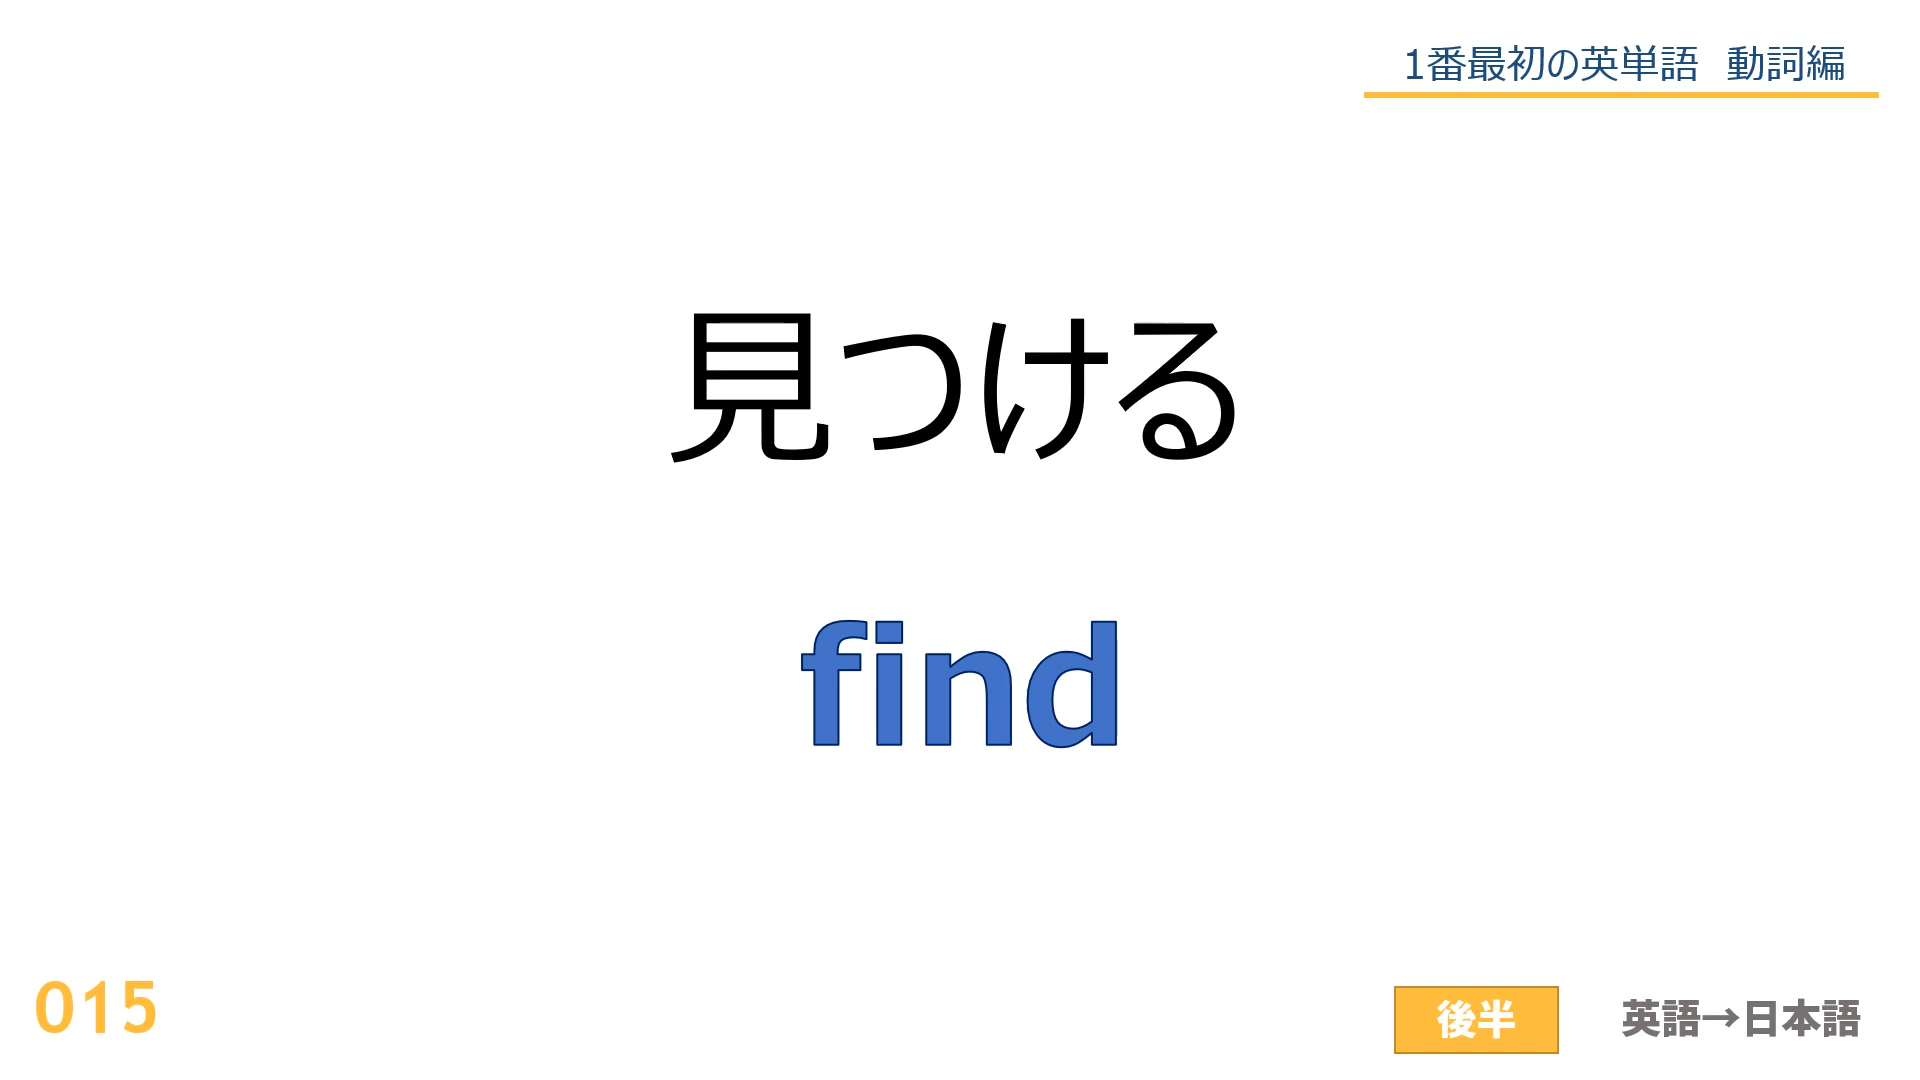 1番最初の英単語　動詞編
見つける
find
015
後半
英語→日本語